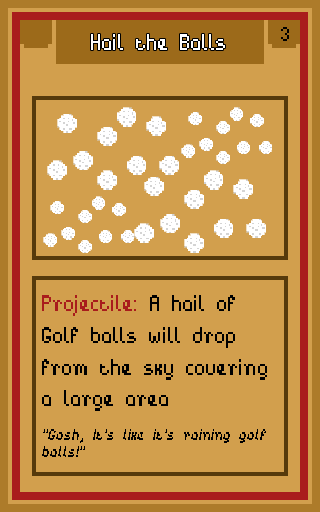 Hail the Balls
3
Projectile: A hail of
Golf balls will drop
from the sky covering
a large area
"Gosh, it's like it's raining golf
balls!"